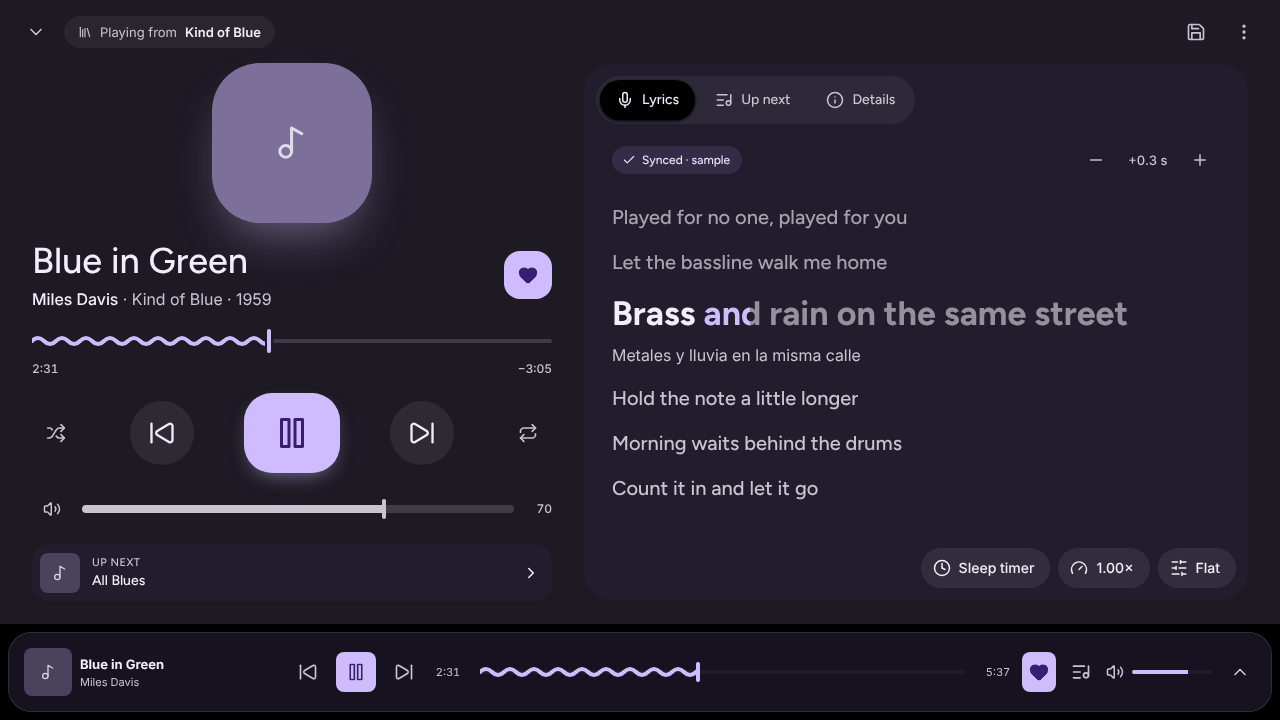 Playing from Kind of Blue
Blue in Green
Miles Davis · Kind of Blue · 1959
2:31
−3:05
70
UP NEXT
All Blues
Lyrics
Up next
Details
Synced · sample
+0.3 s
Played for no one, played for you
Let the bassline walk me home
Brass and rain on the same street
Metales y lluvia en la misma calle
Hold the note a little longer
Morning waits behind the drums
Count it in and let it go
Sleep timer
1.00×
Flat
Blue in Green
Miles Davis
2:31
5:37